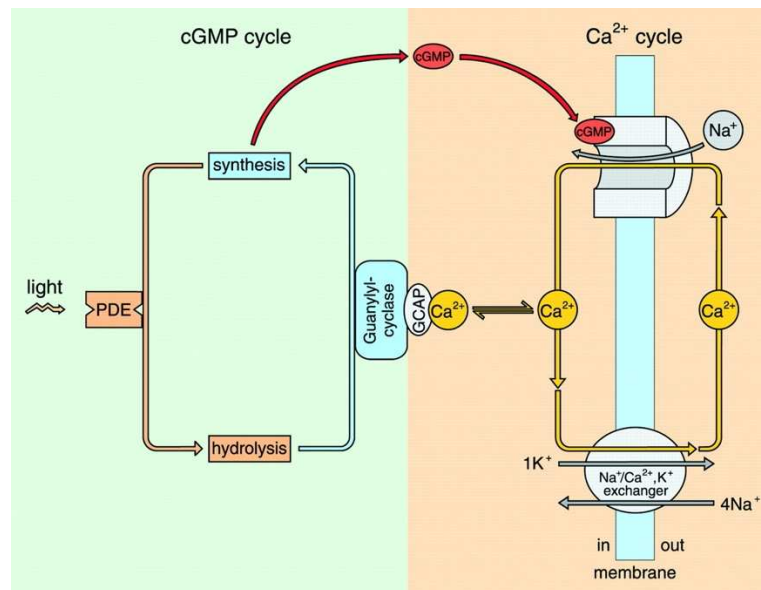 cGMP cycle
Ca²⁺ cycle
cGMP
cGMP
Na⁺
synthesis
light
PDE
Guanylyl-
cyclase
GCAP
Ca²⁺
Ca²⁺
Ca²⁺
hydrolysis
1K⁺
Na⁺/Ca²⁺,K⁺
exchanger
4Na⁺
in
out
membrane